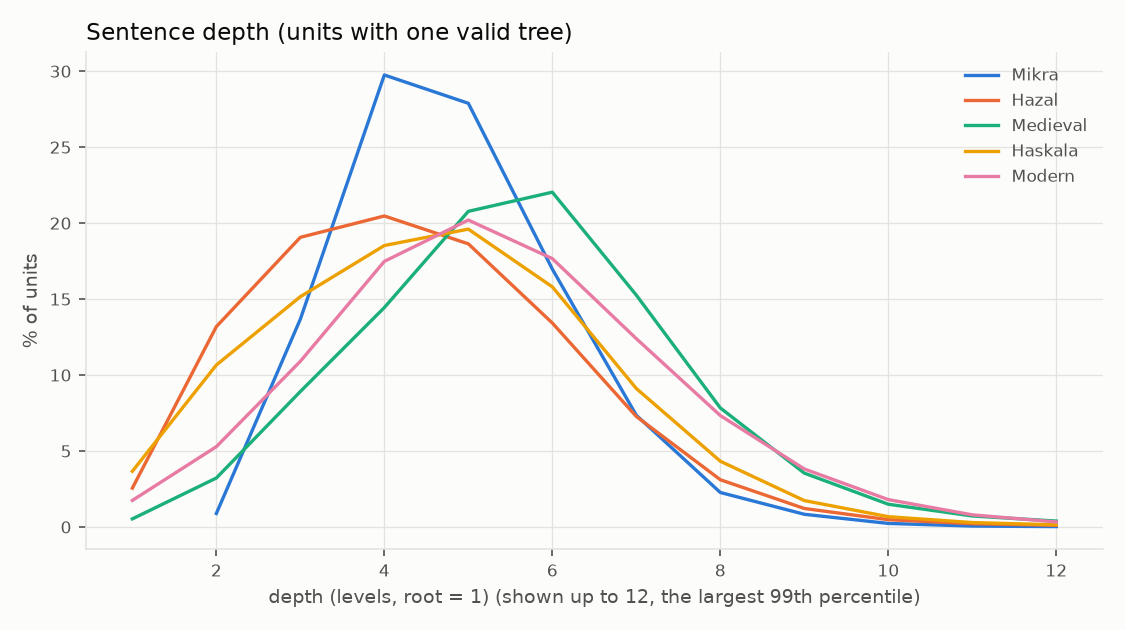 Sentence depth (units with one valid tree)
30
25
20
15
10
5
0
% of units
Mikra
Hazal
Medieval
Haskala
Modern
2
4
6
8
10
12
depth (levels, root = 1) (shown up to 12, the largest 99th percentile)